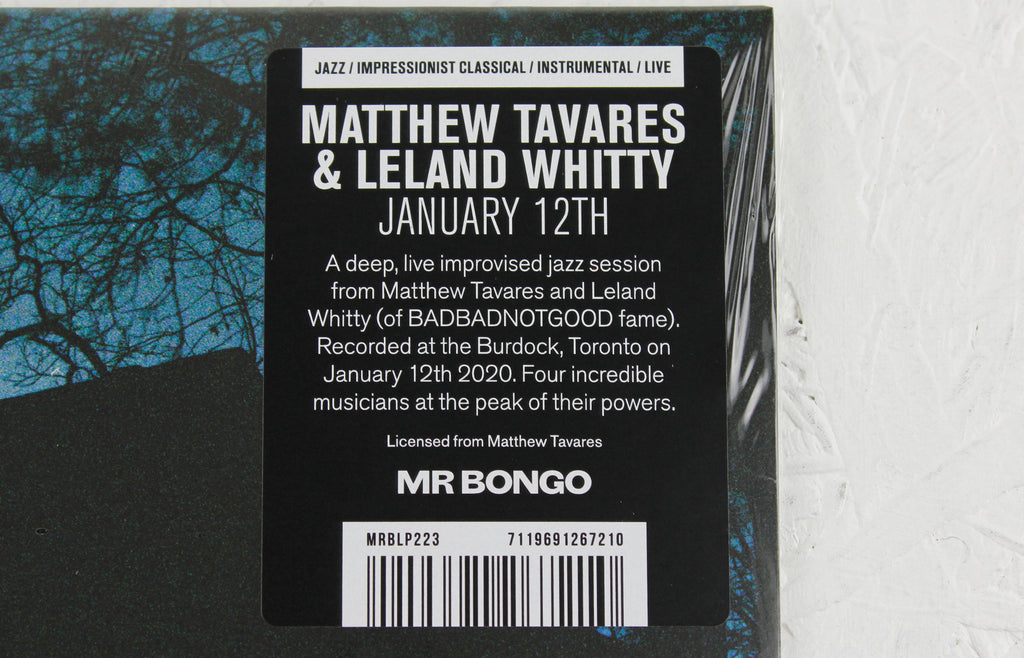 JAZZ / IMPRESSIONIST CLASSICAL / INSTRUMENTAL / LIVE
MATTHEW TAVARES
& LELAND WHITTY
JANUARY 12TH
A deep, live improvised jazz session
from Matthew Tavares and Leland
Whitty (of BADBADNOTGOOD fame).
Recorded at the Burdock, Toronto on
January 12th 2020. Four incredible
musicians at the peak of their powers.
Licensed from Matthew Tavares
MR BONGO
MRBLP223 7119691267210